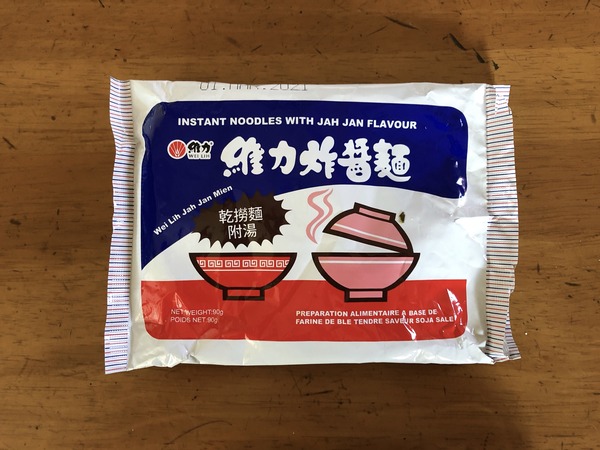 01.MAR.2021
INSTANT NOODLES WITH JAH JAN FLAVOUR
維力
WEI LIH
維力炸醤麵
Wei Lih Jah Jan Mien
乾撈麵
附湯
NET WEIGHT:90g
POIDS NET:90g
PREPARATION ALIMENTAIRE A BASE DE
FARINE DE BLE TENDRE SAVEUR SOJA SALE